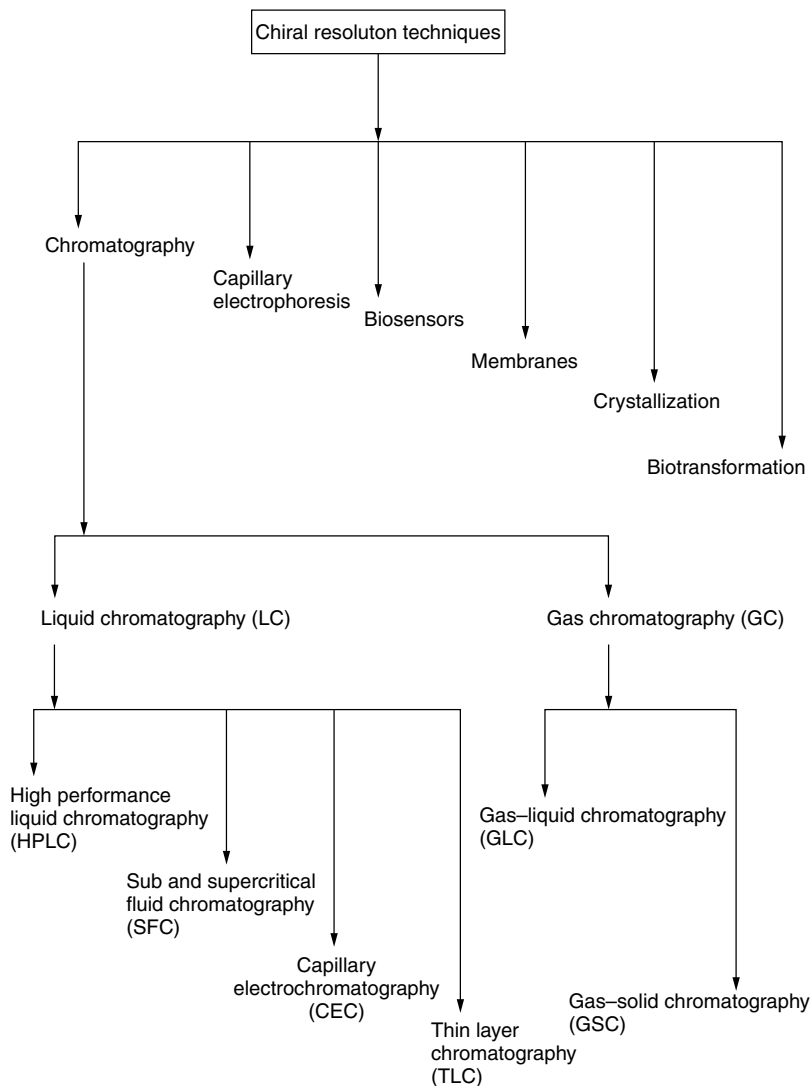 Chiral resoluton techniques
Chromatography
Capillary
electrophoresis
Biosensors
Membranes
Crystallization
Biotransformation
Liquid chromatography (LC)
Gas chromatography (GC)
High performance
liquid chromatography
(HPLC)
Sub and supercritical
fluid chromatography
(SFC)
Capillary
electrochromatography
(CEC)
Thin layer
chromatography
(TLC)
Gas–liquid chromatography
(GLC)
Gas–solid chromatography
(GSC)